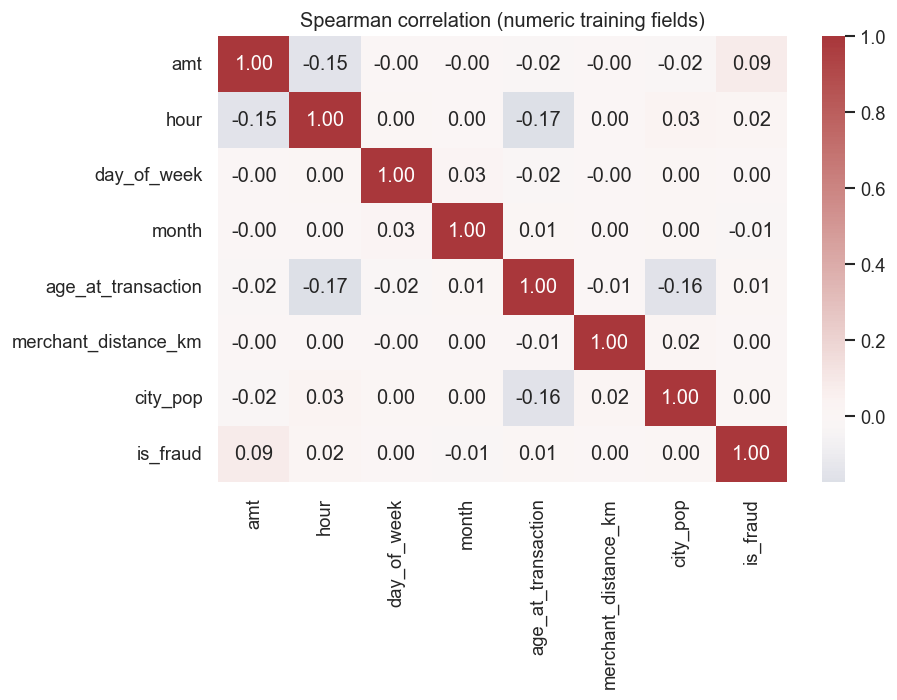 Spearman correlation (numeric training fields)
amt 1.00 -0.15 -0.00 -0.00 -0.02 -0.00 -0.02 0.09
hour -0.15 1.00 0.00 0.00 -0.17 0.00 0.03 0.02
day_of_week -0.00 0.00 1.00 0.03 -0.02 -0.00 0.00 0.00
month -0.00 0.00 0.03 1.00 0.01 0.00 0.00 -0.01
age_at_transaction -0.02 -0.17 -0.02 0.01 1.00 -0.01 -0.16 0.01
merchant_distance_km -0.00 0.00 -0.00 0.00 -0.01 1.00 0.02 0.00
city_pop -0.02 0.03 0.00 0.00 -0.16 0.02 1.00 0.00
is_fraud 0.09 0.02 0.00 -0.01 0.01 0.00 0.00 1.00
amt
hour
day_of_week
month
age_at_transaction
merchant_distance_km
city_pop
is_fraud
1.0
0.8
0.6
0.4
0.2
0.0